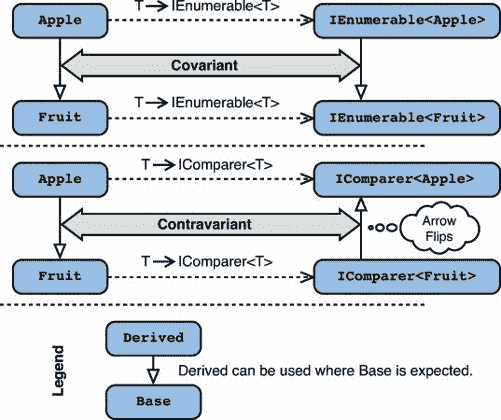 Apple
T→IEnumerable<T>
IEnumerable<Apple>
Covariant
Fruit
T→IEnumerable<T>
IEnumerable<Fruit>
Apple
T→IComparer<T>
IComparer<Apple>
Contravariant
Arrow
Flips
Fruit
T→IComparer<T>
IComparer<Fruit>
Legend
Derived
Derived can be used where Base is expected.
Base